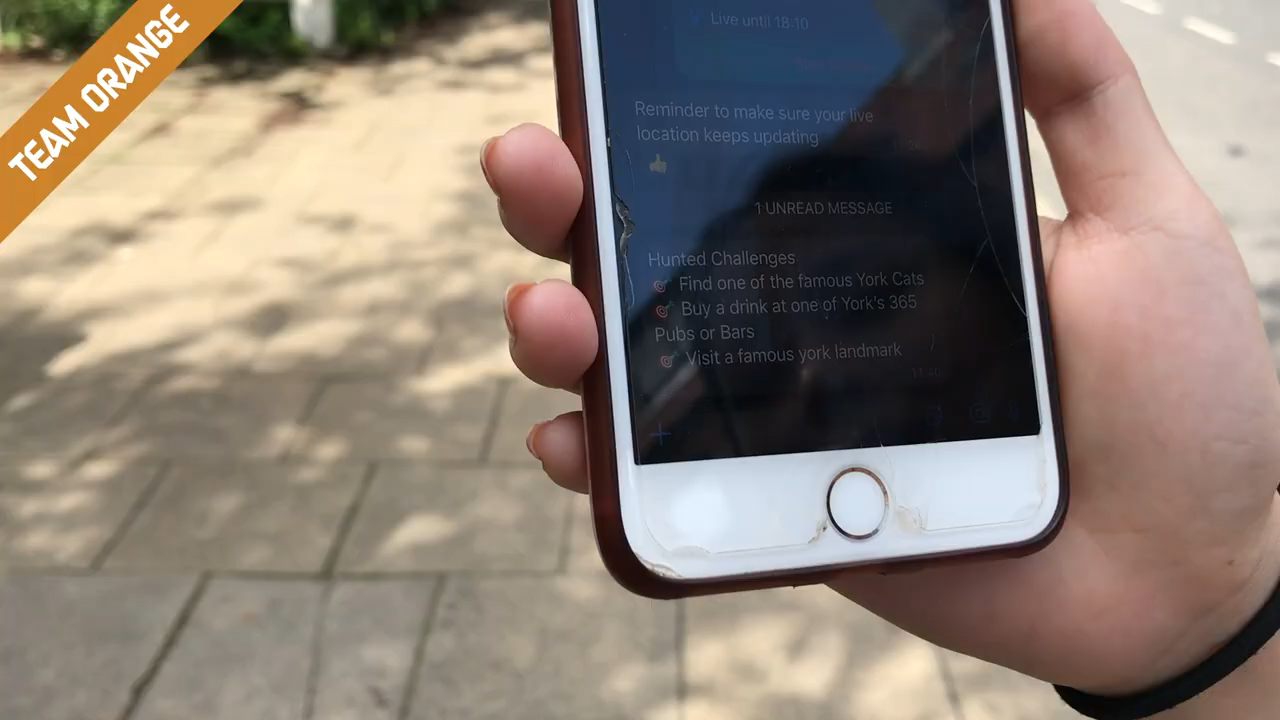 TEAM ORANGE
Live until 18:10
Reminder to make sure your live
location keeps updating
👍
1 UNREAD MESSAGE
Hunted Challenges
🎯 Find one of the famous York Cats
🎯 Buy a drink at one of York's 365
Pubs or Bars
🎯 Visit a famous york landmark